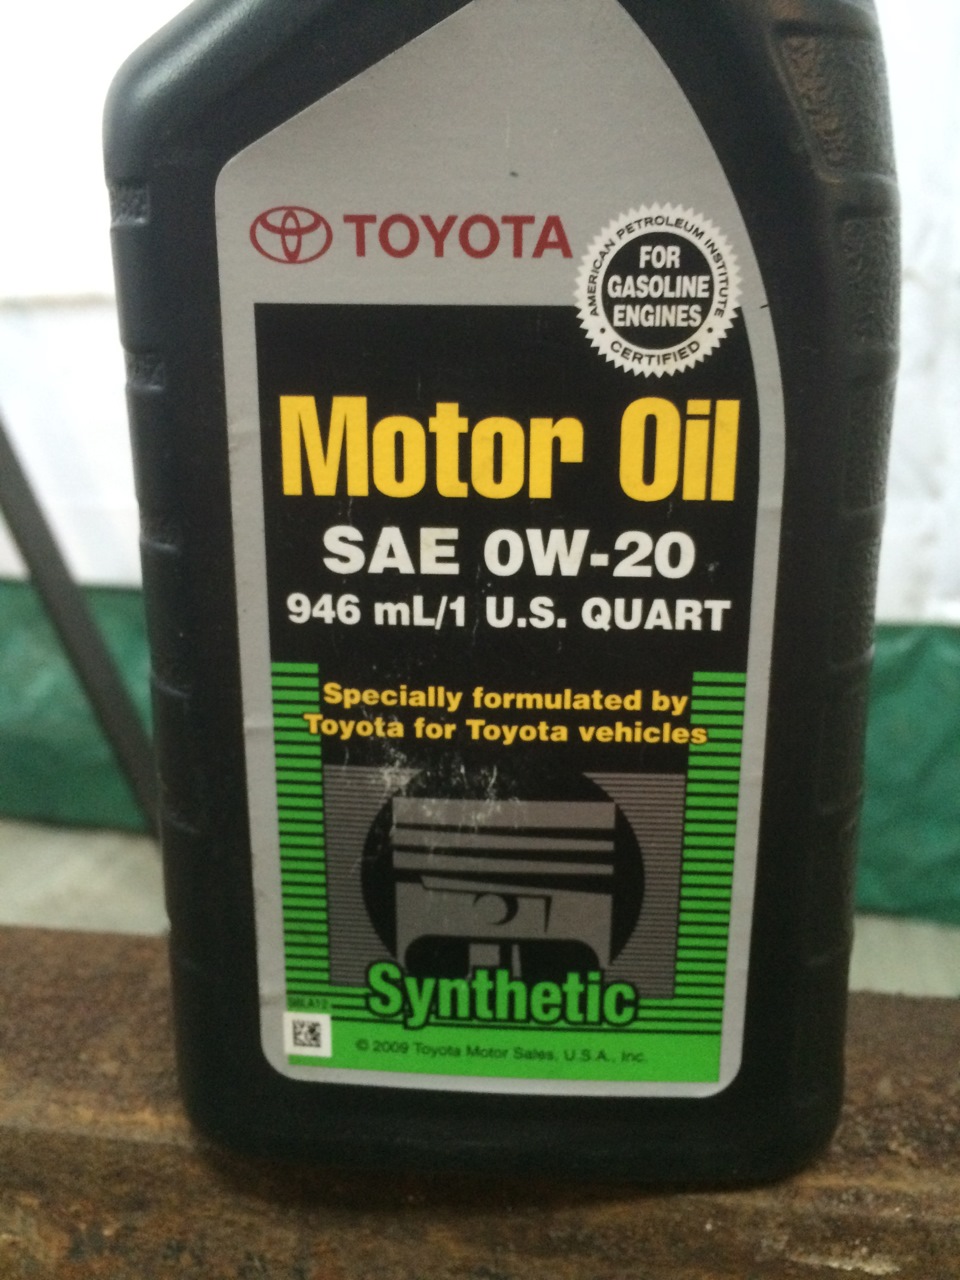 TOYOTA
AMERICAN PETROLEUM INSTITUTE
FOR
GASOLINE
ENGINES
• CERTIFIED •
Motor Oil
SAE 0W-20
946 mL/1 U.S. QUART
Specially formulated by
Toyota for Toyota vehicles
Synthetic
© 2009 Toyota Motor Sales, U.S.A., Inc.